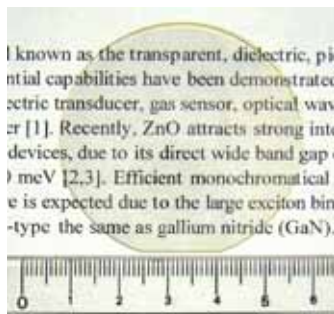 l known as the transparent, dielectric, pi
ntial capabilities have been demonstrated
ectric transducer, gas sensor, optical wav
er [1]. Recently, ZnO attracts strong inte
devices, due to its direct wide band gap
0 meV [2,3]. Efficient monochromatical
e is expected due to the large exciton bin
-type the same as gallium nitride (GaN).
0 1 2 3 4 5 6